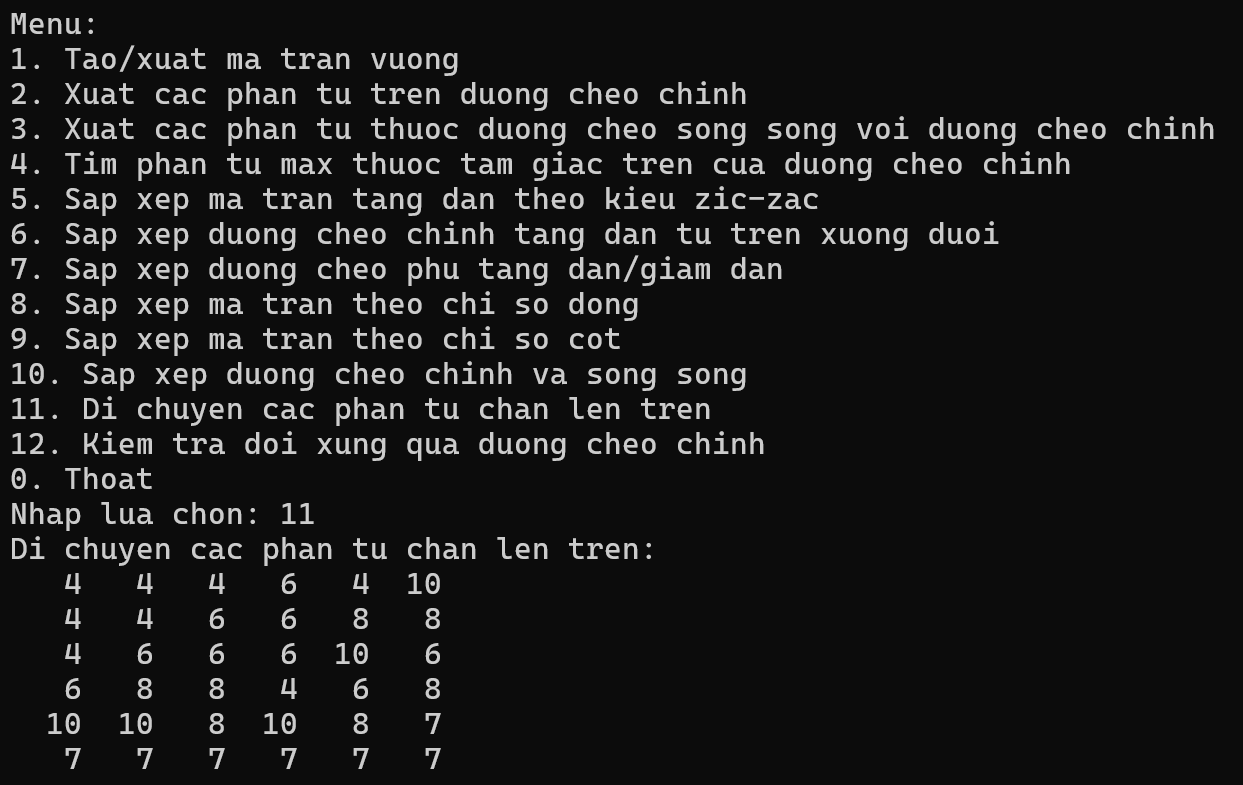 Menu:
1. Tao/xuat ma tran vuong
2. Xuat cac phan tu tren duong cheo chinh
3. Xuat cac phan tu thuoc duong cheo song song voi duong cheo chinh
4. Tim phan tu max thuoc tam giac tren cua duong cheo chinh
5. Sap xep ma tran tang dan theo kieu zic-zac
6. Sap xep duong cheo chinh tang dan tu tren xuong duoi
7. Sap xep duong cheo phu tang dan/giam dan
8. Sap xep ma tran theo chi so dong
9. Sap xep ma tran theo chi so cot
10. Sap xep duong cheo chinh va song song
11. Di chuyen cac phan tu chan len tren
12. Kiem tra doi xung qua duong cheo chinh
0. Thoat
Nhap lua chon: 11
Di chuyen cac phan tu chan len tren:
   4   4   4   6   4  10
   4   4   6   6   8   8
   4   6   6   6  10   6
   6   8   8   4   6   8
  10  10   8  10   8   7
   7   7   7   7   7   7